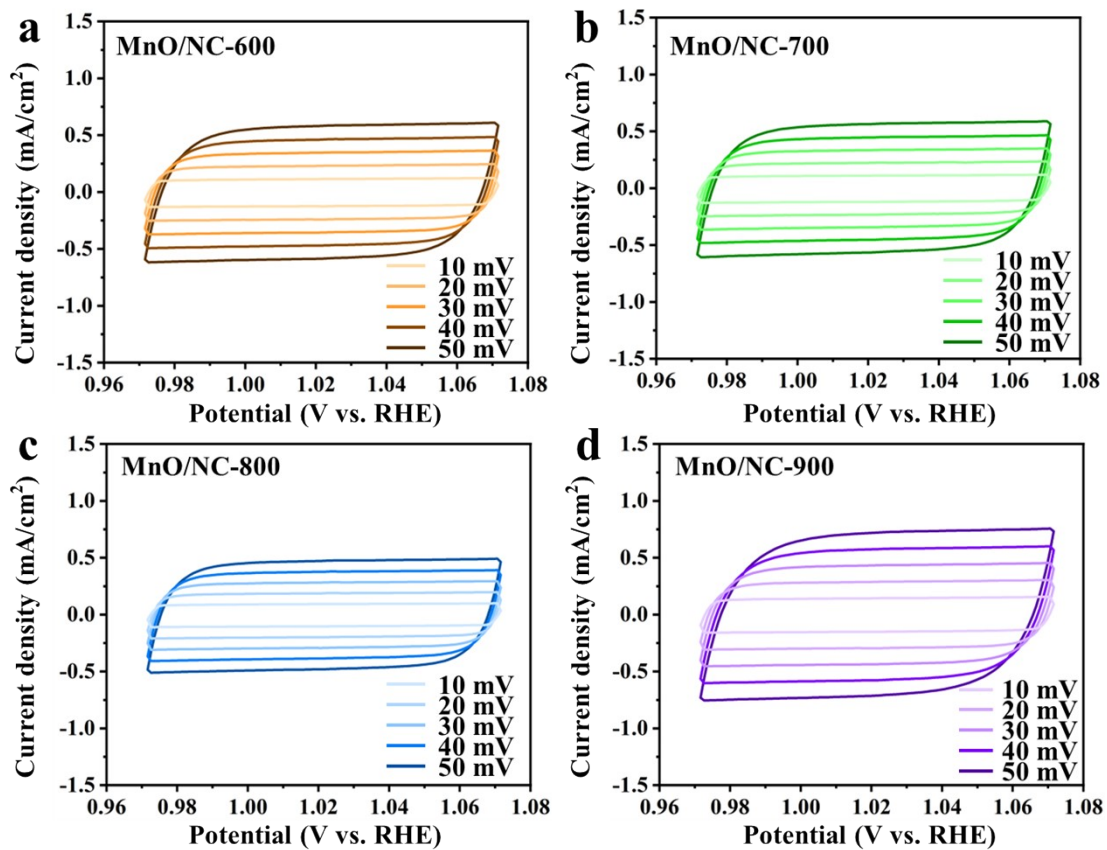 a
MnO/NC-600
Current density (mA/cm²)
1.5
1.0
0.5
0.0
-0.5
-1.0
-1.5
10 mV
20 mV
30 mV
40 mV
50 mV
0.96 0.98 1.00 1.02 1.04 1.06 1.08
Potential (V vs. RHE)
b
MnO/NC-700
Current density (mA/cm²)
1.5
1.0
0.5
0.0
-0.5
-1.0
-1.5
10 mV
20 mV
30 mV
40 mV
50 mV
0.96 0.98 1.00 1.02 1.04 1.06 1.08
Potential (V vs. RHE)
c
MnO/NC-800
Current density (mA/cm²)
1.5
1.0
0.5
0.0
-0.5
-1.0
-1.5
10 mV
20 mV
30 mV
40 mV
50 mV
0.96 0.98 1.00 1.02 1.04 1.06 1.08
Potential (V vs. RHE)
d
MnO/NC-900
Current density (mA/cm²)
1.5
1.0
0.5
0.0
-0.5
-1.0
-1.5
10 mV
20 mV
30 mV
40 mV
50 mV
0.96 0.98 1.00 1.02 1.04 1.06 1.08
Potential (V vs. RHE)